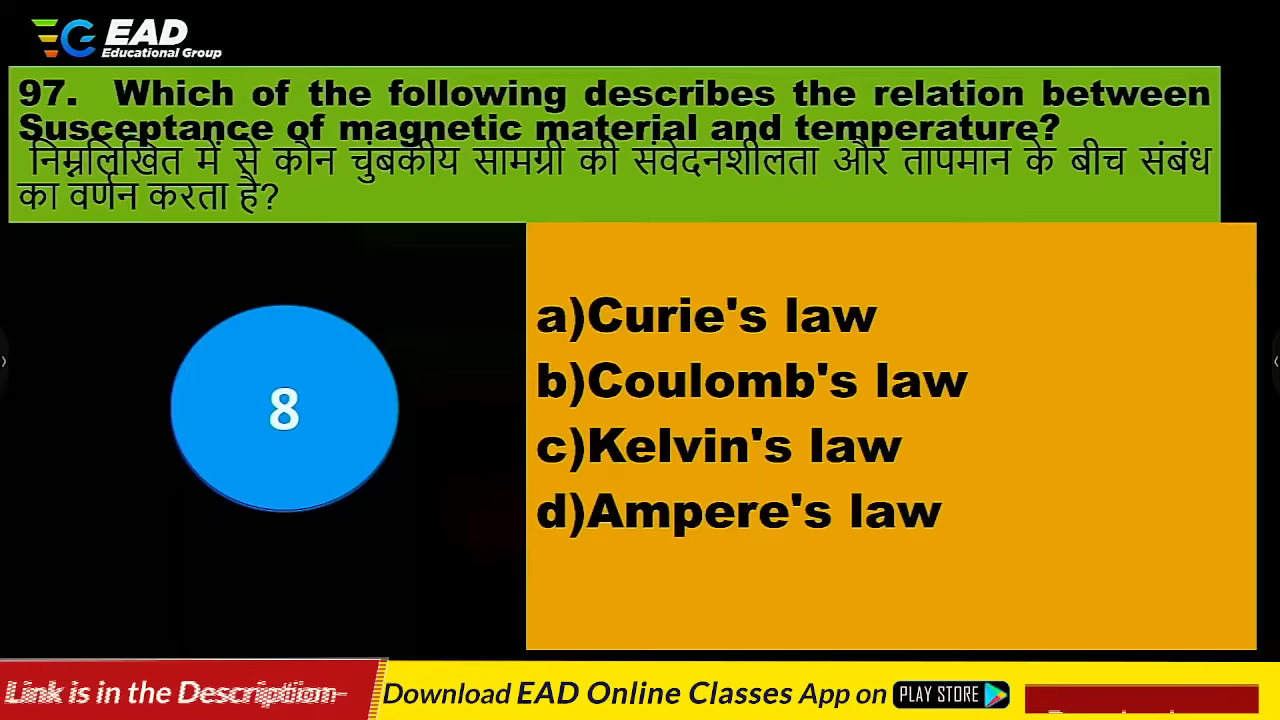 EAD
Educational Group
97. Which of the following describes the relation between
Susceptance of magnetic material and temperature?
निम्नलिखित में से कौन चुंबकीय सामग्री की संवेदनशीलता और तापमान के बीच संबंध
का वर्णन करता है?
8
a)Curie's law
b)Coulomb's law
c)Kelvin's law
d)Ampere's law
Link is in the Description
Download EAD Online Classes App on PLAY STORE